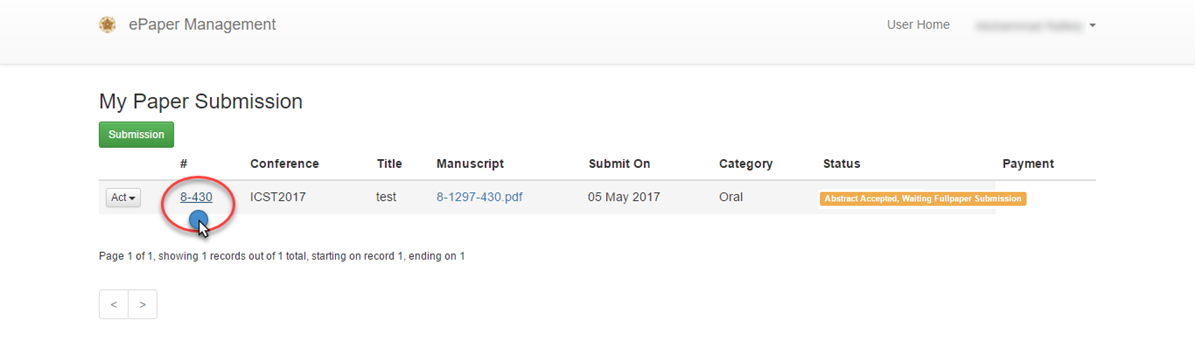 ePaper Management
User Home
My Paper Submission
Submission
# Conference Title Manuscript Submit On Category Status Payment
Act 8-430 ICST2017 test 8-1297-430.pdf 05 May 2017 Oral Abstract Accepted, Waiting Fullpaper Submission
Page 1 of 1, showing 1 records out of 1 total, starting on record 1, ending on 1
< >